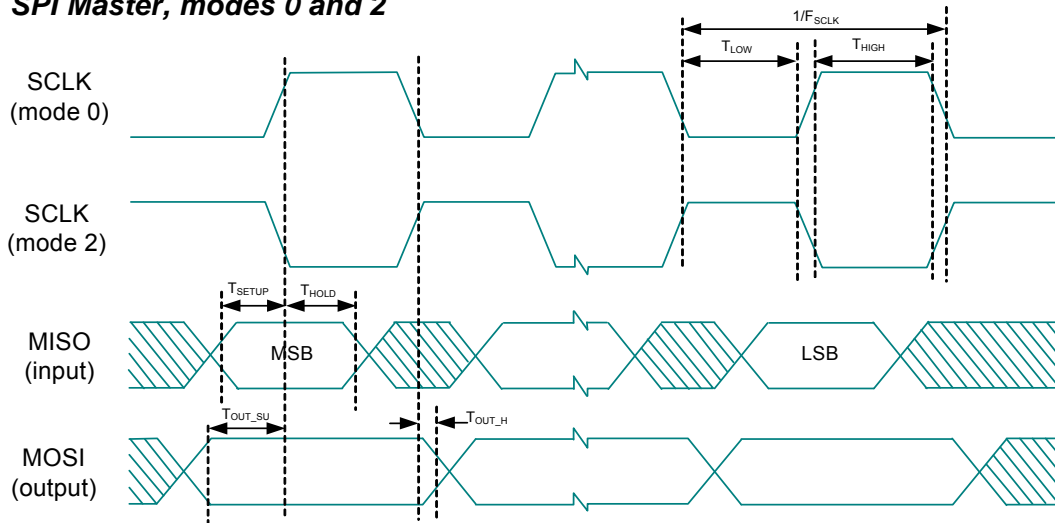 SPI Master, modes 0 and 2
1/FSCLK
TLOW
THIGH
SCLK
(mode 0)
SCLK
(mode 2)
TSETUP
THOLD
MISO
(input)
MSB
LSB
TOUT_SU
TOUT_H
MOSI
(output)